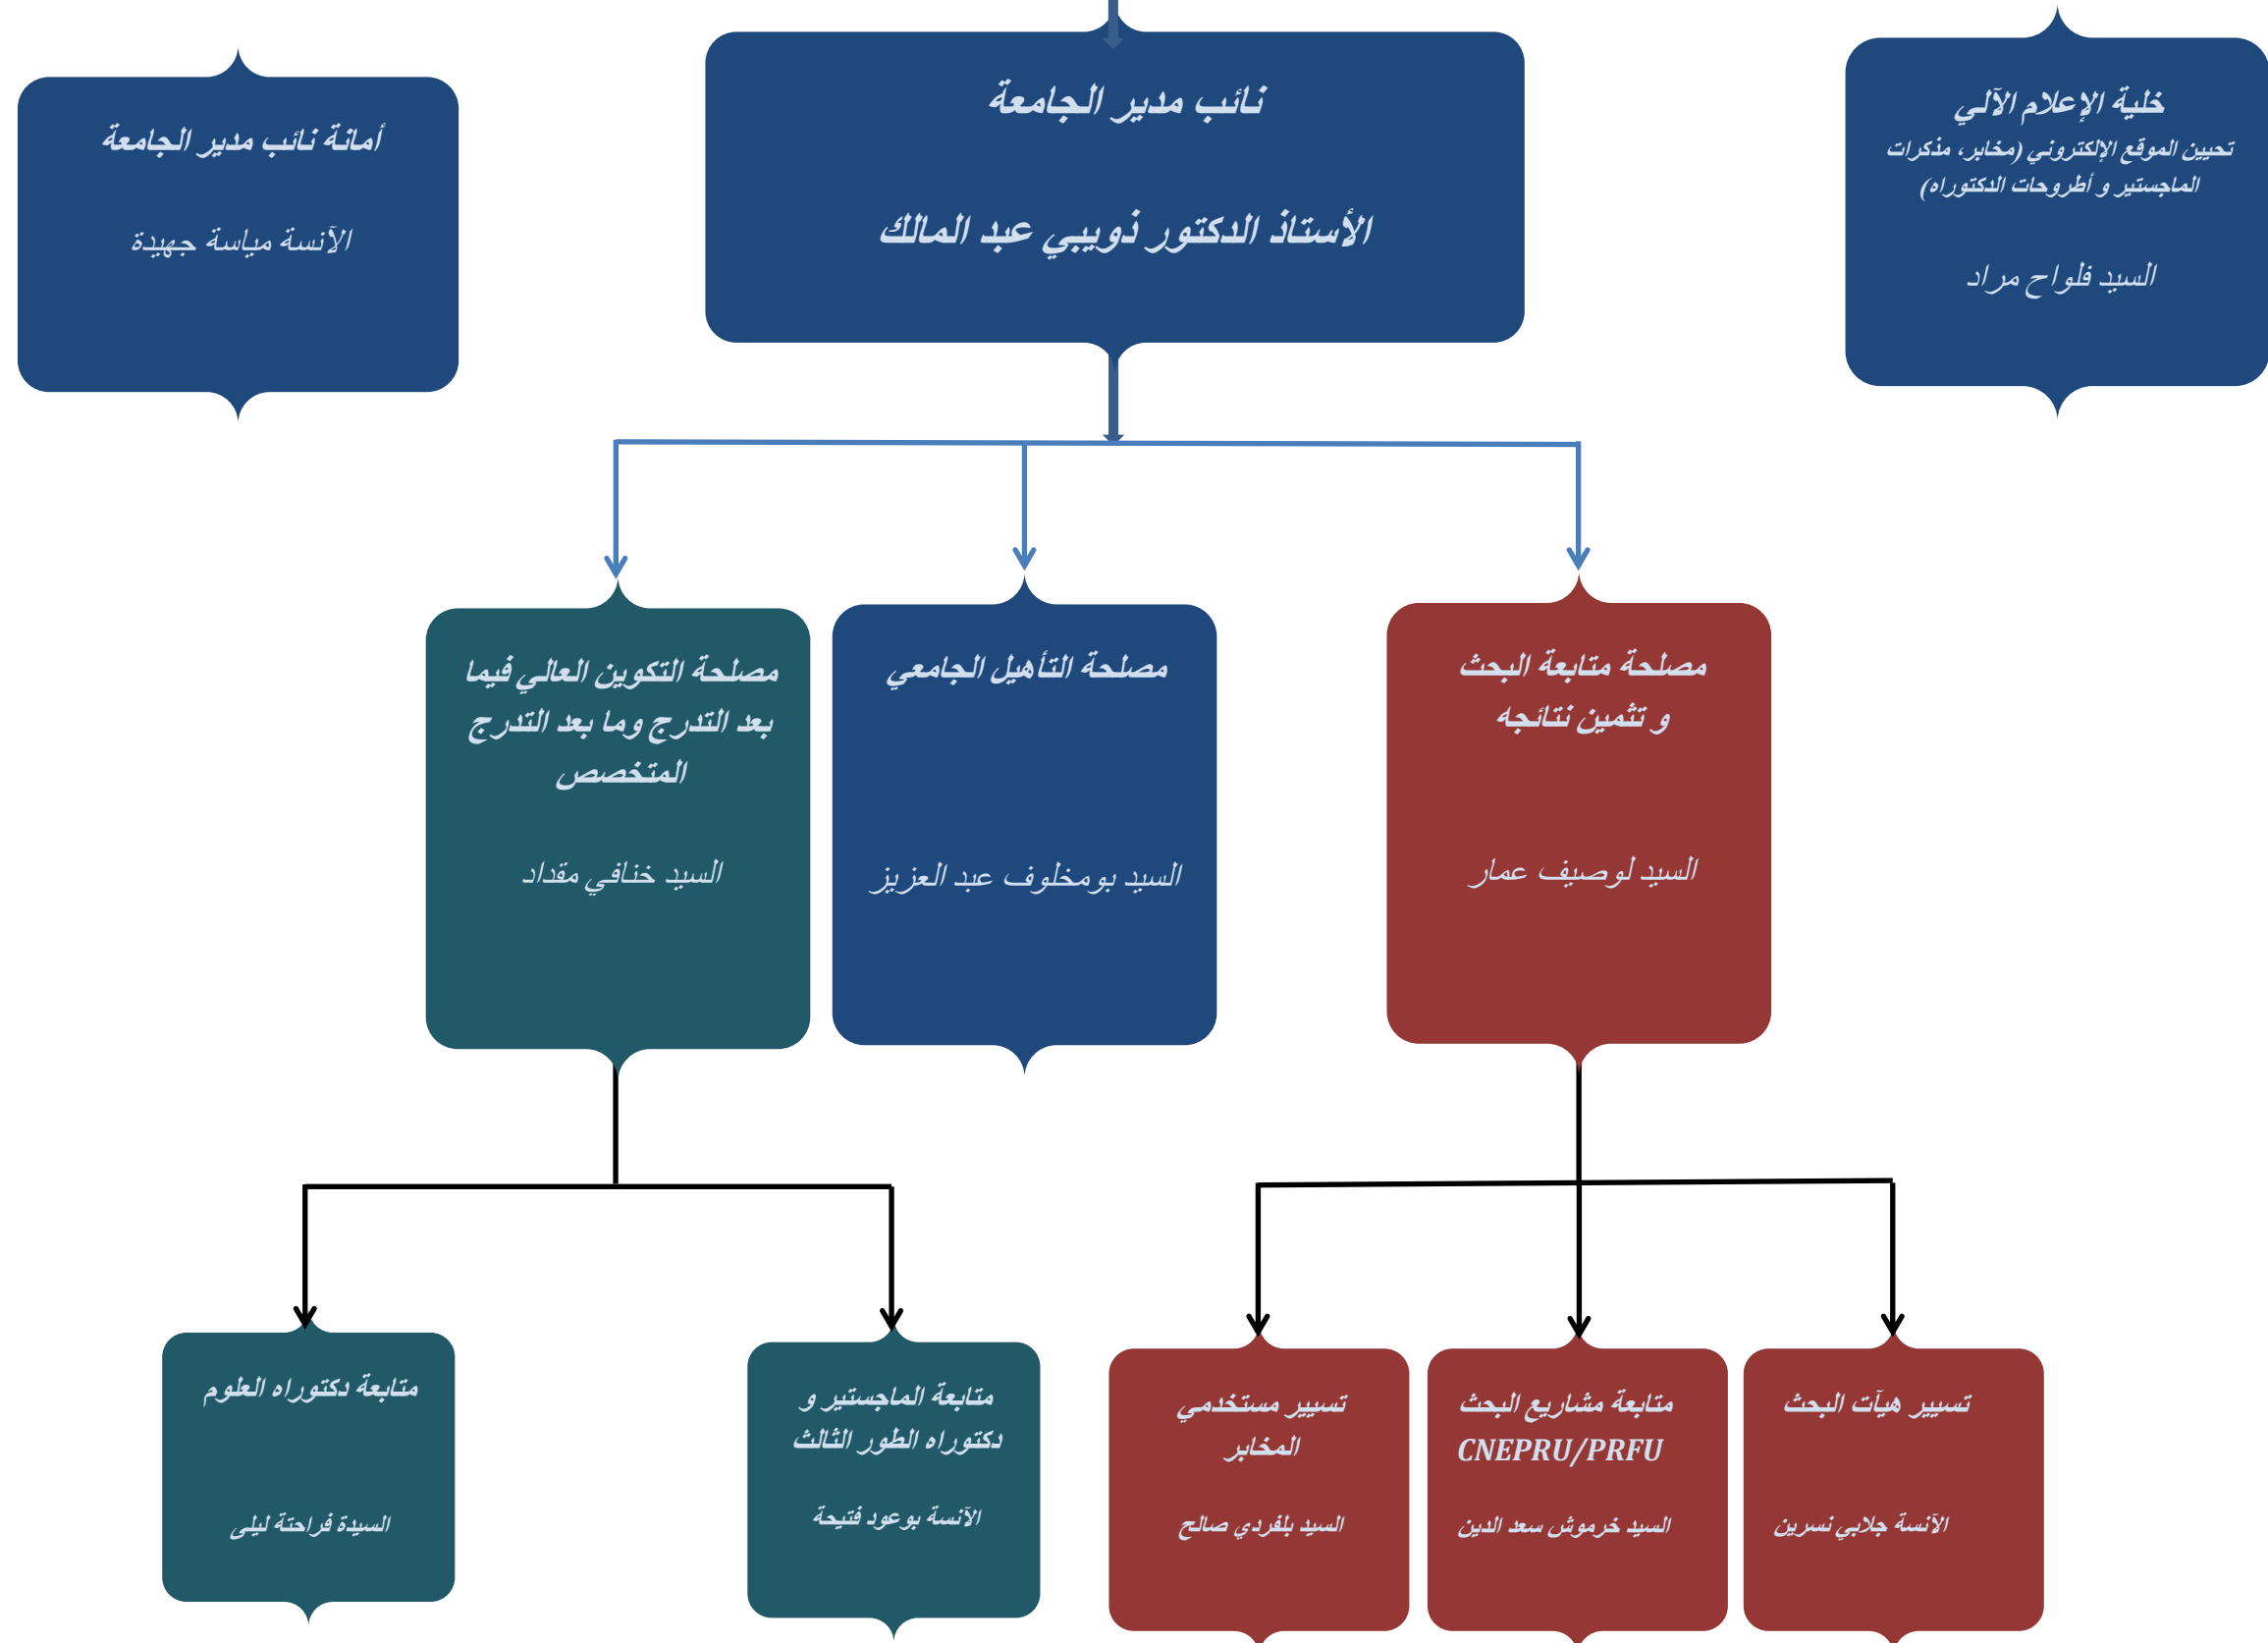 خلية الإعلام الآلي
تحيين الموقع الإلكتروني (مخابر، مذكرات
الماجستير و أطروحات الدكتوراه)
السيد فلواح مراد
نائب مدير الجامعة
الأستاذ الدكتور ذويبي عبد المالك
أمانة نائب مدير الجامعة
الآنسة مياسة جهيدة
مصلحة متابعة البحث
و تثمين نتائجه
السيد لوصيف عمار
مصلحة التأهيل الجامعي
السيد بومخلوف عبد العزيز
مصلحة التكوين العالي فيما
بعد التدرج وما بعد التدرج
المتخصص
السيد خنافي مقداد
تسيير هيآت البحث
الآنسة جلابي نسرين
متابعة مشاريع البحث
CNEPRU/PRFU
السيد خرموش سعد الدين
تسيير مستخدمي
المخابر
السيد بلفردي صالح
متابعة الماجستير و
دكتوراه الطور الثالث
الآنسة بوعود فتيحة
متابعة دكتوراه العلوم
السيدة فراحتة ليلى